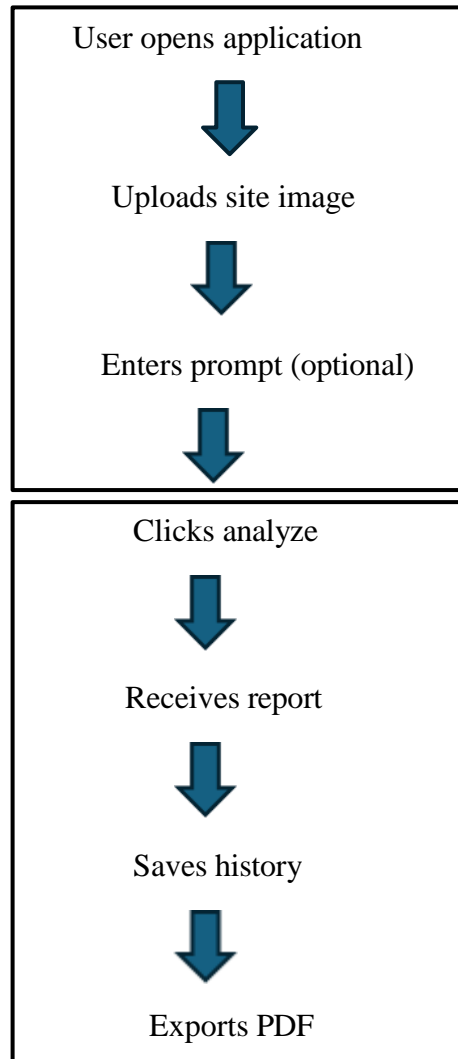 User opens application
Uploads site image
Enters prompt (optional)
Clicks analyze
Receives report
Saves history
Exports PDF